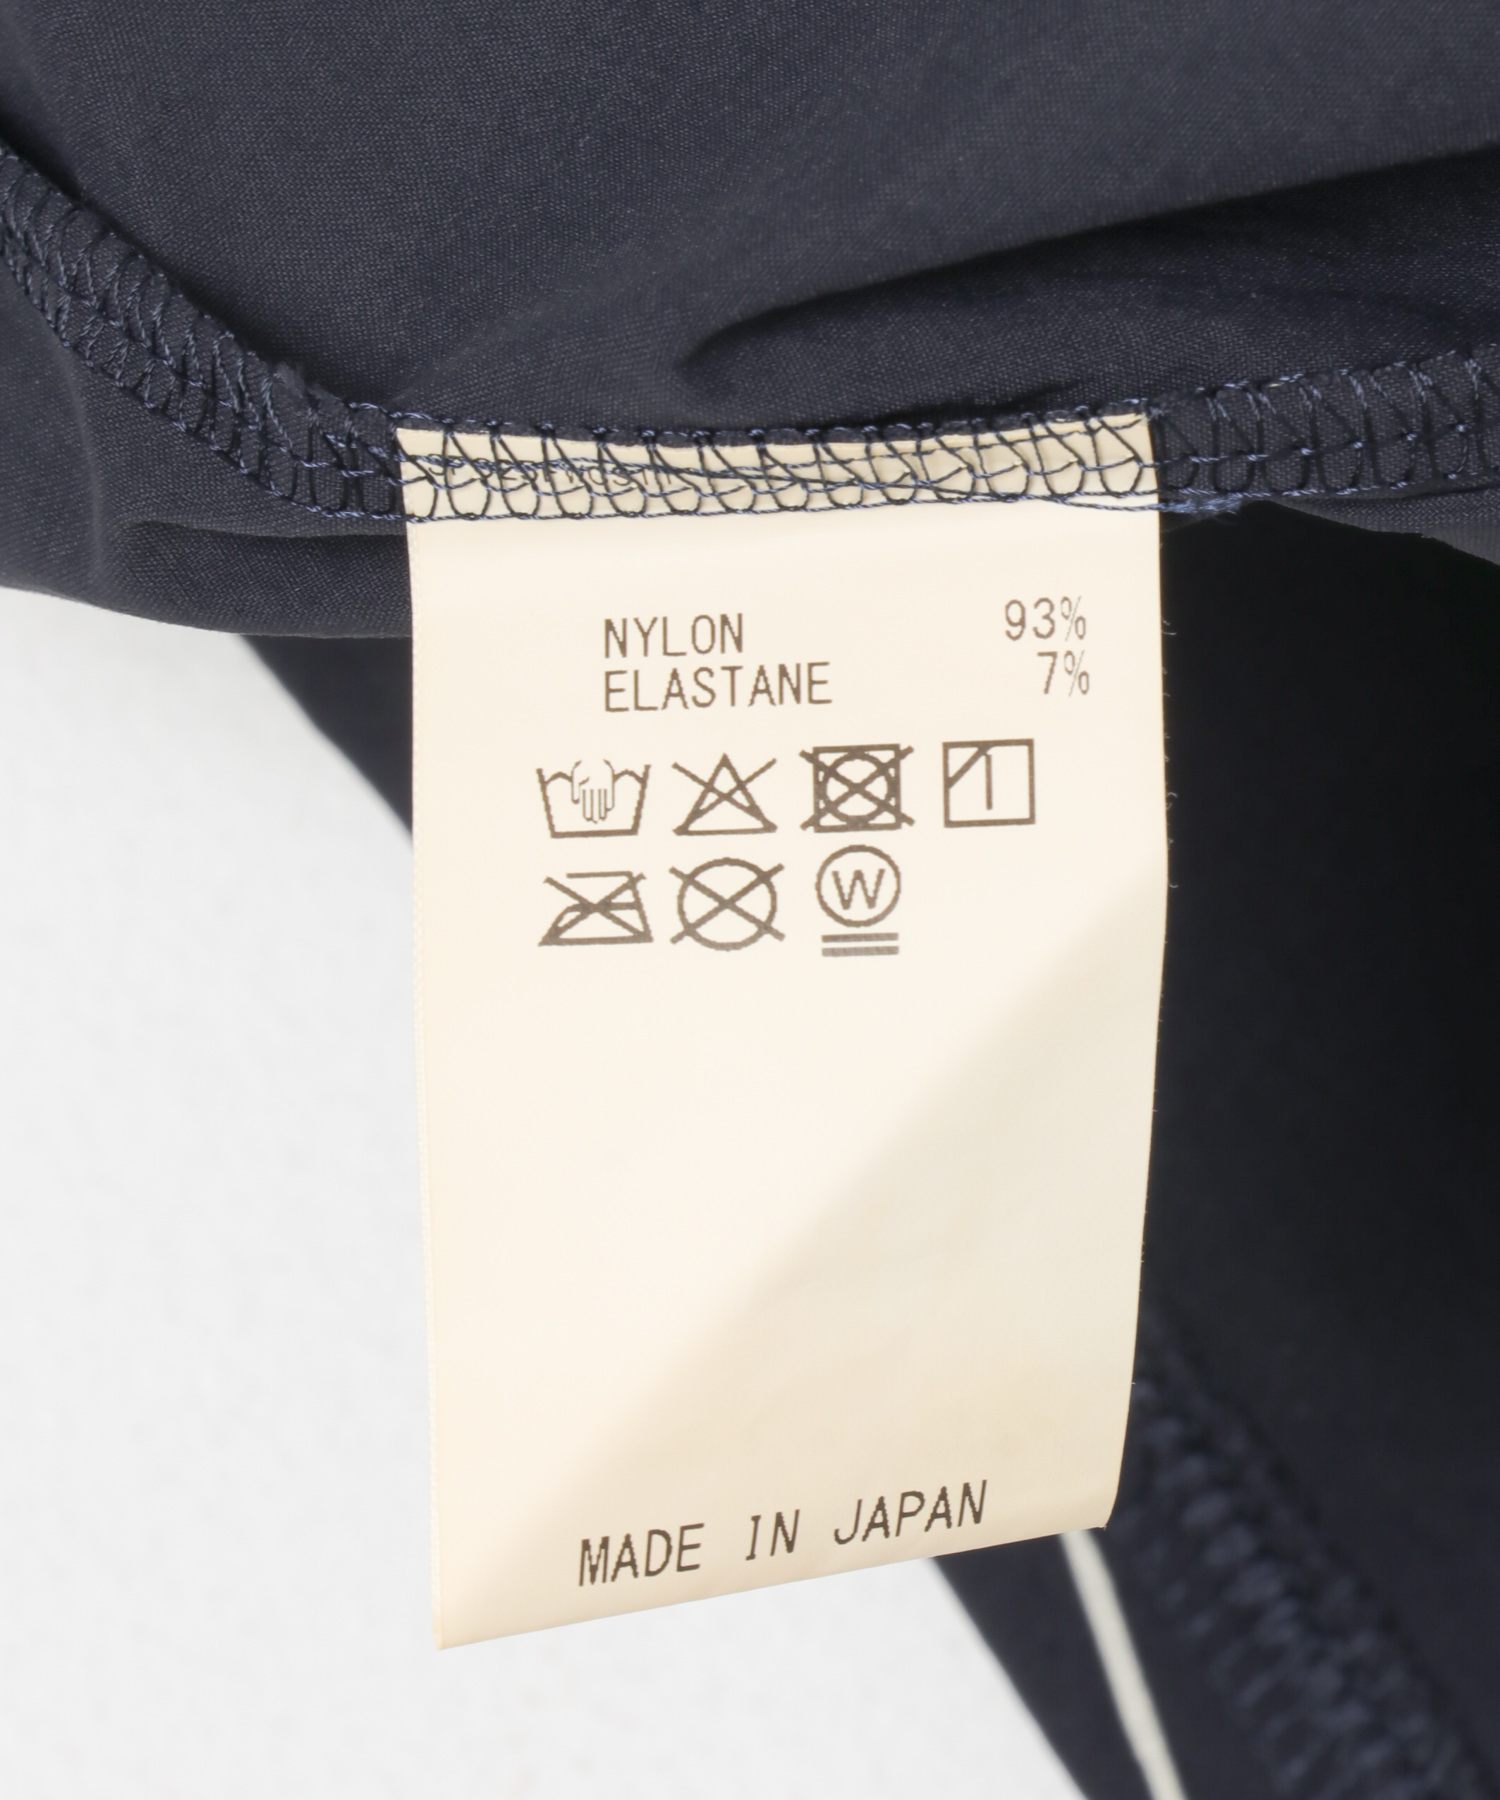 NYLON 93%
ELASTANE 7%
W
MADE IN JAPAN